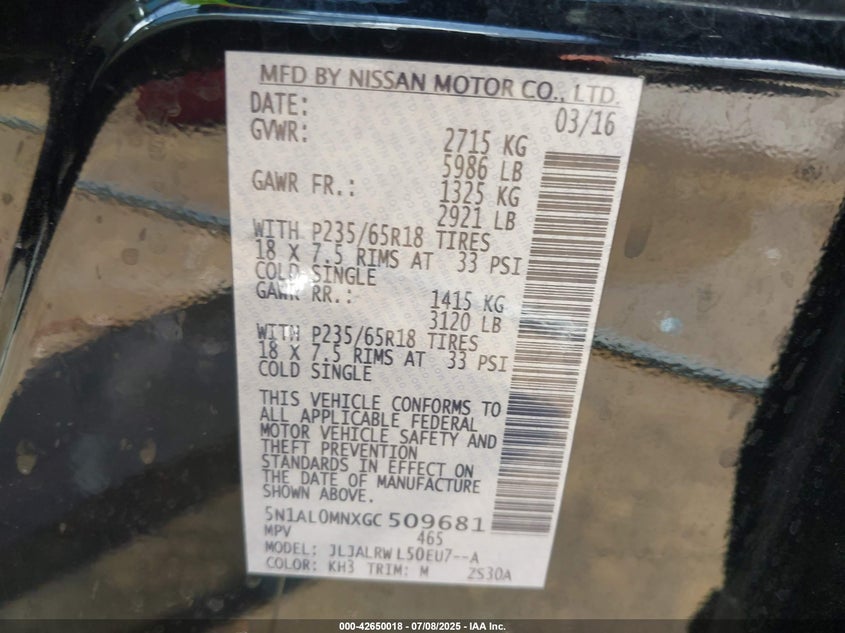 MFD BY NISSAN MOTOR CO., LTD.
DATE: 03/16
GVWR: 2715 KG
5986 LB
GAWR FR.: 1325 KG
2921 LB
WITH P235/65R18 TIRES
18 X 7.5 RIMS AT 33 PSI
COLD SINGLE
GAWR RR.: 1415 KG
3120 LB
WITH P235/65R18 TIRES
18 X 7.5 RIMS AT 33 PSI
COLD SINGLE
THIS VEHICLE CONFORMS TO
ALL APPLICABLE FEDERAL
MOTOR VEHICLE SAFETY AND
THEFT PREVENTION
STANDARDS IN EFFECT ON
THE DATE OF MANUFACTURE
SHOWN ABOVE.
5N1AL0MNXGC509681
MPV 465
MODEL: JLJALRWL50EU7--A
COLOR: KH3 TRIM: M ZS30A
000-42650018 - 07/08/2025 - IAA Inc.